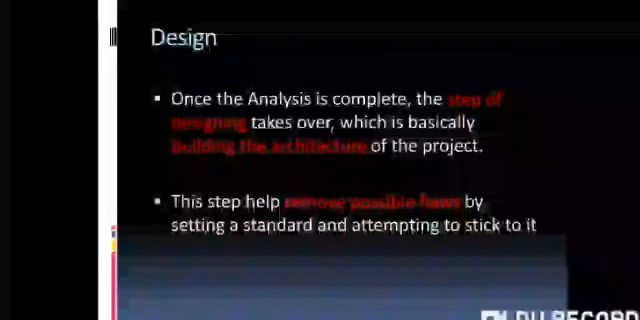 Design
Once the Analysis is complete, the step of
designing takes over, which is basically
building the architecture of the project.
This step help remove possible flaws by
setting a standard and attempting to stick to it